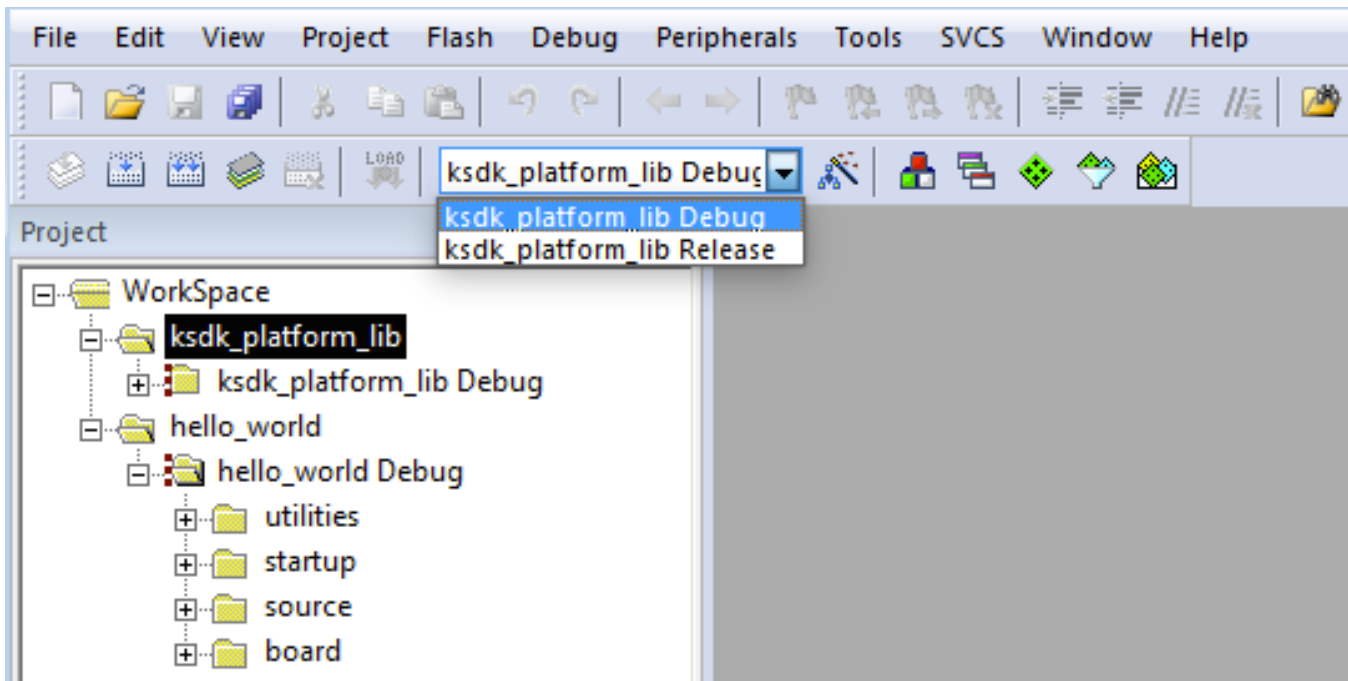 File Edit View Project Flash Debug Peripherals Tools SVCS Window Help
LOAD
ksdk_platform_lib Debug
ksdk_platform_lib Debug
ksdk_platform_lib Release
Project
WorkSpace
ksdk_platform_lib
ksdk_platform_lib Debug
hello_world
hello_world Debug
utilities
startup
source
board